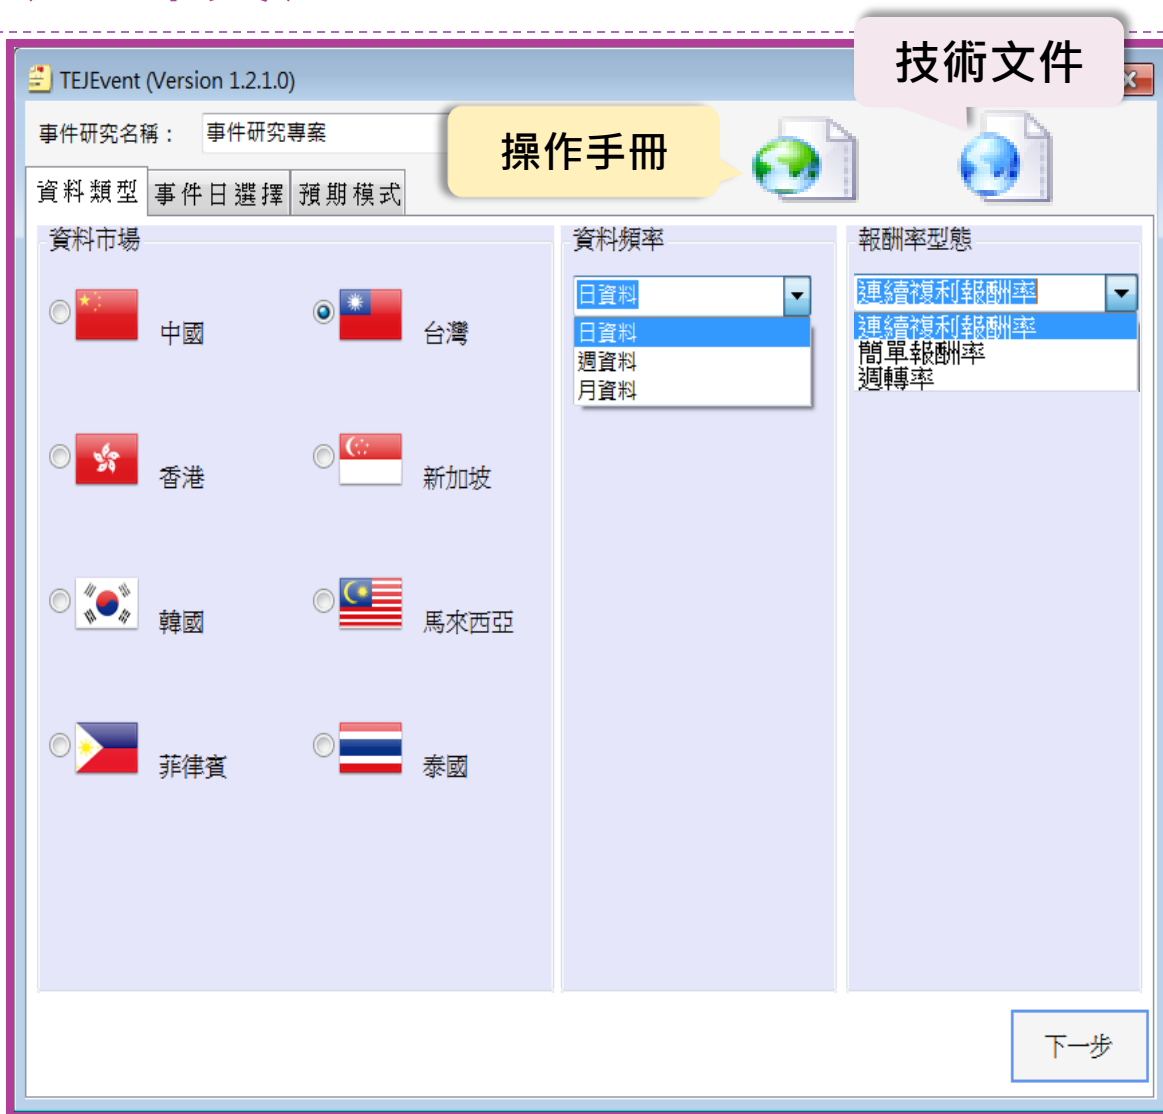 技術文件
TEJEvent (Version 1.2.1.0)
事件研究名稱： 事件研究專案
操作手冊
資料類型 事件日選擇 預期模式
資料市場
中國
台灣
香港
新加坡
韓國
馬來西亞
菲律賓
泰國
資料頻率
日資料
日資料
週資料
月資料
報酬率型態
連續複利報酬率
連續複利報酬率
簡單報酬率
週轉率
下一步